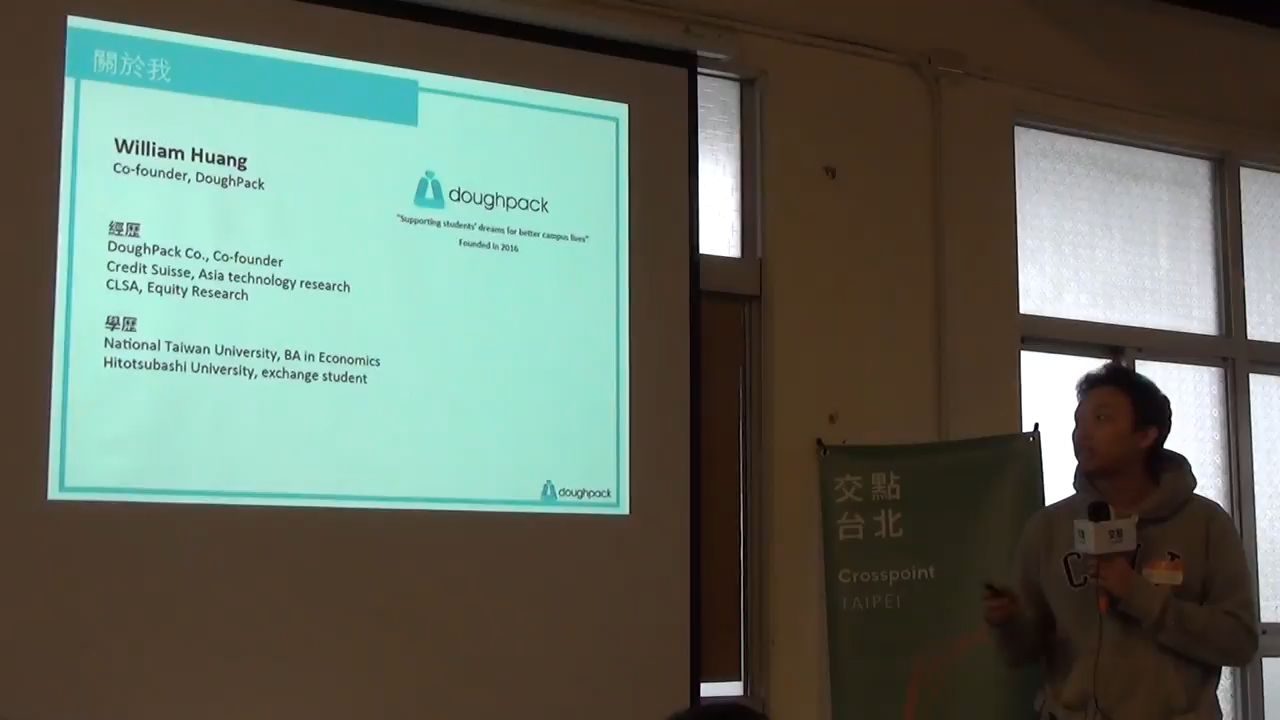 關於我
William Huang
Co-founder, DoughPack
經歷
DoughPack Co., Co-founder
Credit Suisse, Asia technology research
CLSA, Equity Research
學歷
National Taiwan University, BA in Economics
Hitotsubashi University, exchange student
doughpack
"Supporting students' dreams for better campus lives"
Founded in 2016
doughpack
交點
台北
Crosspoint
TAIPEI
交點